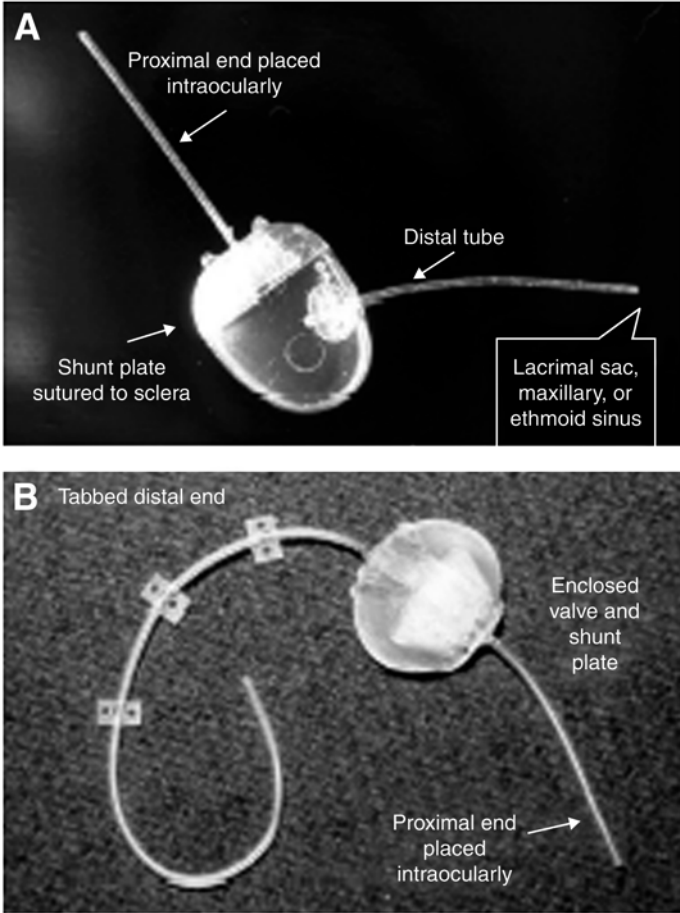 A
Proximal end placed
intraocularly
Distal tube
Shunt plate
sutured to sclera
Lacrimal sac,
maxillary, or
ethmoid sinus
B
Tabbed distal end
Enclosed
valve and
shunt
plate
Proximal end
placed
intraocularly